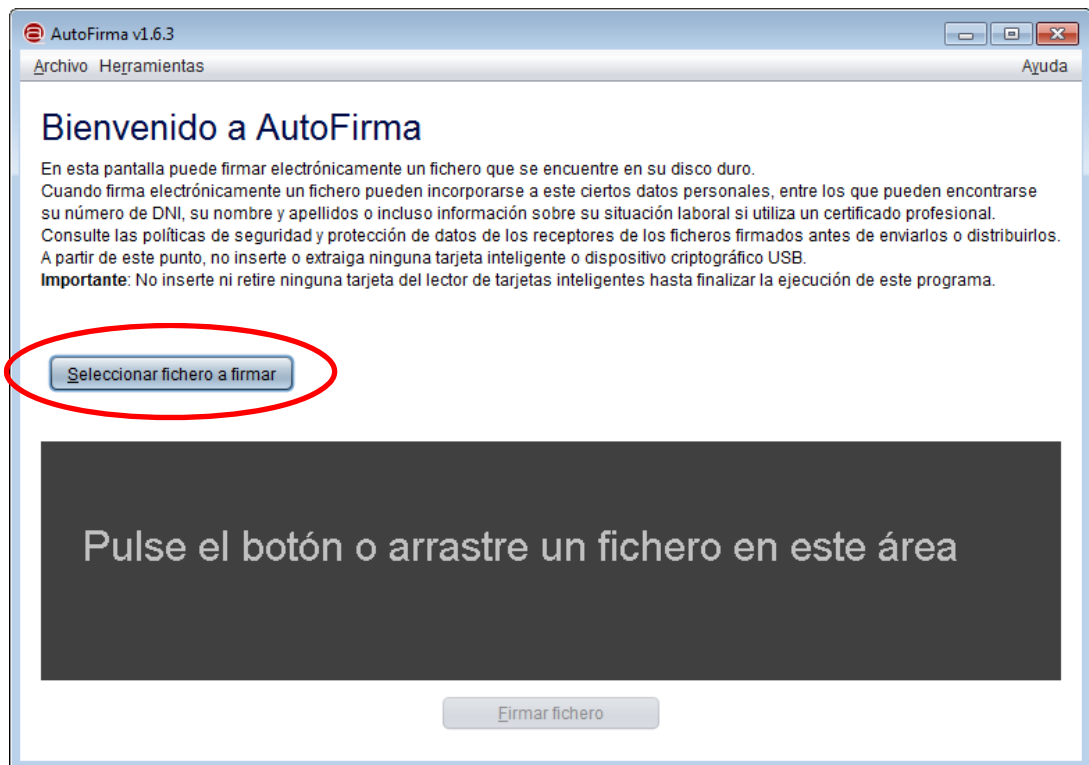 AutoFirma v1.6.3
Archivo Herramientas Ayuda
Bienvenido a AutoFirma
En esta pantalla puede firmar electrónicamente un fichero que se encuentre en su disco duro.
Cuando firma electrónicamente un fichero pueden incorporarse a este ciertos datos personales, entre los que pueden encontrarse
su número de DNI, su nombre y apellidos o incluso información sobre su situación laboral si utiliza un certificado profesional.
Consulte las políticas de seguridad y protección de datos de los receptores de los ficheros firmados antes de enviarlos o distribuirlos.
A partir de este punto, no inserte o extraiga ninguna tarjeta inteligente o dispositivo criptográfico USB.
Importante: No inserte ni retire ninguna tarjeta del lector de tarjetas inteligentes hasta finalizar la ejecución de este programa.
Seleccionar fichero a firmar
Pulse el botón o arrastre un fichero en este área
Firmar fichero